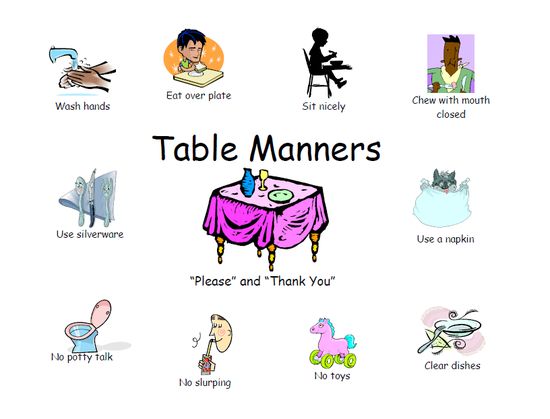 Wash hands
Eat over plate
Sit nicely
Chew with mouth
closed
Table Manners
Use silverware
Use a napkin
“Please” and “Thank You”
No potty talk
No slurping
No toys
Clear dishes